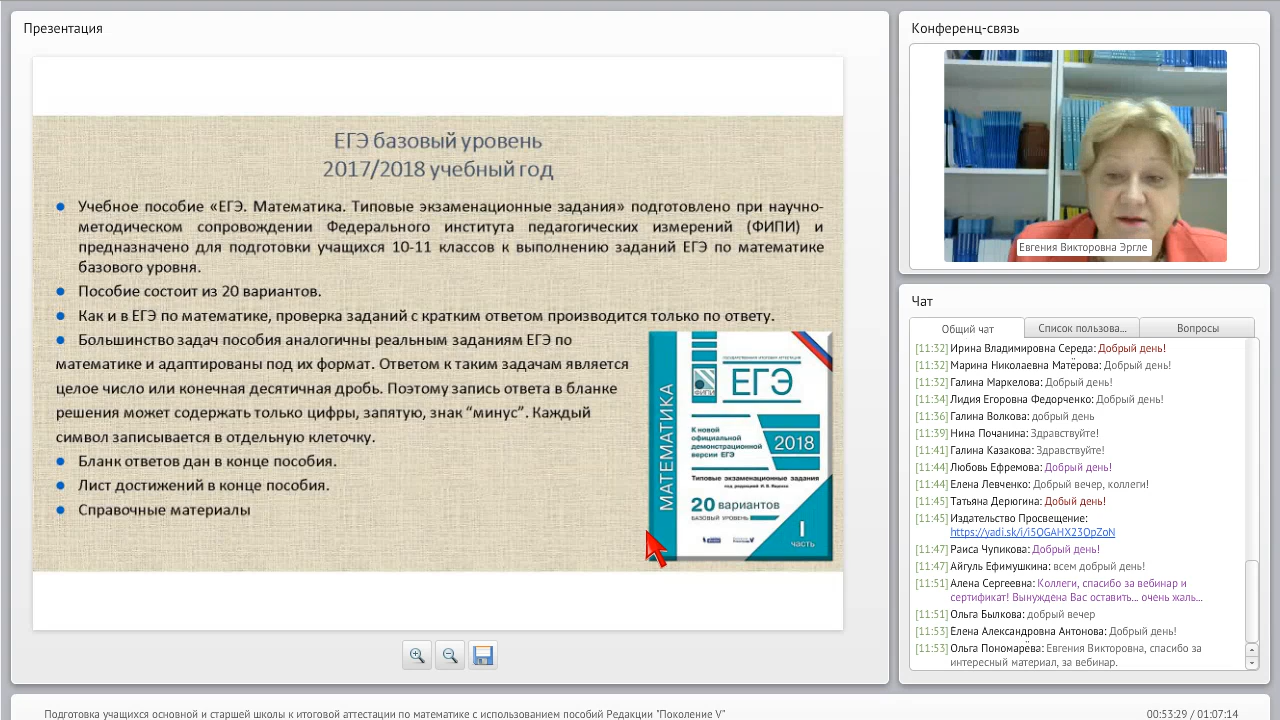 Презентация
ЕГЭ базовый уровень
2017/2018 учебный год
Учебное пособие «ЕГЭ. Математика. Типовые экзаменационные задания» подготовлено при научно-
методическом сопровождении Федерального института педагогических измерений (ФИПИ) и
предназначено для подготовки учащихся 10-11 классов к выполнению заданий ЕГЭ по математике
базового уровня.
Пособие состоит из 20 вариантов.
Как и в ЕГЭ по математике, проверка заданий с кратким ответом производится только по ответу.
Большинство задач пособия аналогичны реальным заданиям ЕГЭ по
математике и адаптированы под их формат. Ответом к таким задачам является
целое число или конечная десятичная дробь. Поэтому запись ответа в бланке
решения может содержать только цифры, запятую, знак “минус”. Каждый
символ записывается в отдельную клеточку.
Бланк ответов дан в конце пособия.
Лист достижений в конце пособия.
Справочные материалы
МАТЕМАТИКА
ФИПИ
ЕГЭ
К новой
официальной
демонстрационной
версии ЕГЭ
2018
Типовые экзаменационные задания
20 вариантов
БАЗОВЫЙ УРОВЕНЬ
I
часть
Конференц-связь
Евгения Викторовна Эргле
Чат
Общий чат
Список пользова...
Вопросы
[11:32] Ирина Владимировна Середа: Добрый день!
[11:32] Марина Николаевна Матёрова: Добрый день!
[11:32] Галина Маркелова: Добрый день!
[11:34] Лидия Егоровна Федорченко: Добрый день!
[11:36] Галина Волкова: добрый день
[11:39] Нина Почанина: Здравствуйте!
[11:41] Галина Казакова: Здравствуйте!
[11:44] Любовь Ефремова: Добрый день!
[11:44] Елена Левченко: Добрый вечер, коллеги!
[11:45] Татьяна Дерюгина: Добый день!
[11:45] Издательство Просвещение:
https://yadi.sk/i/i5QGAHX23QpZoN
[11:47] Раиса Чупикова: Добрый день!
[11:47] Айгуль Ефимушкина: всем добрый день!
[11:51] Алена Сергеевна: Коллеги, спасибо за вебинар и
сертификат! Вынуждена Вас оставить... очень жаль...
[11:51] Ольга Былкова: добрый вечер
[11:53] Елена Александровна Антонова: Добрый день!
[11:53] Ольга Пономарёва: Евгения Викторовна, спасибо за
интересный материал, за вебинар.
Подготовка учащихся основной и старшей школы к итоговой аттестации по математике с использованием пособий Редакции "Поколение V"
00:53:29 / 01:07:14